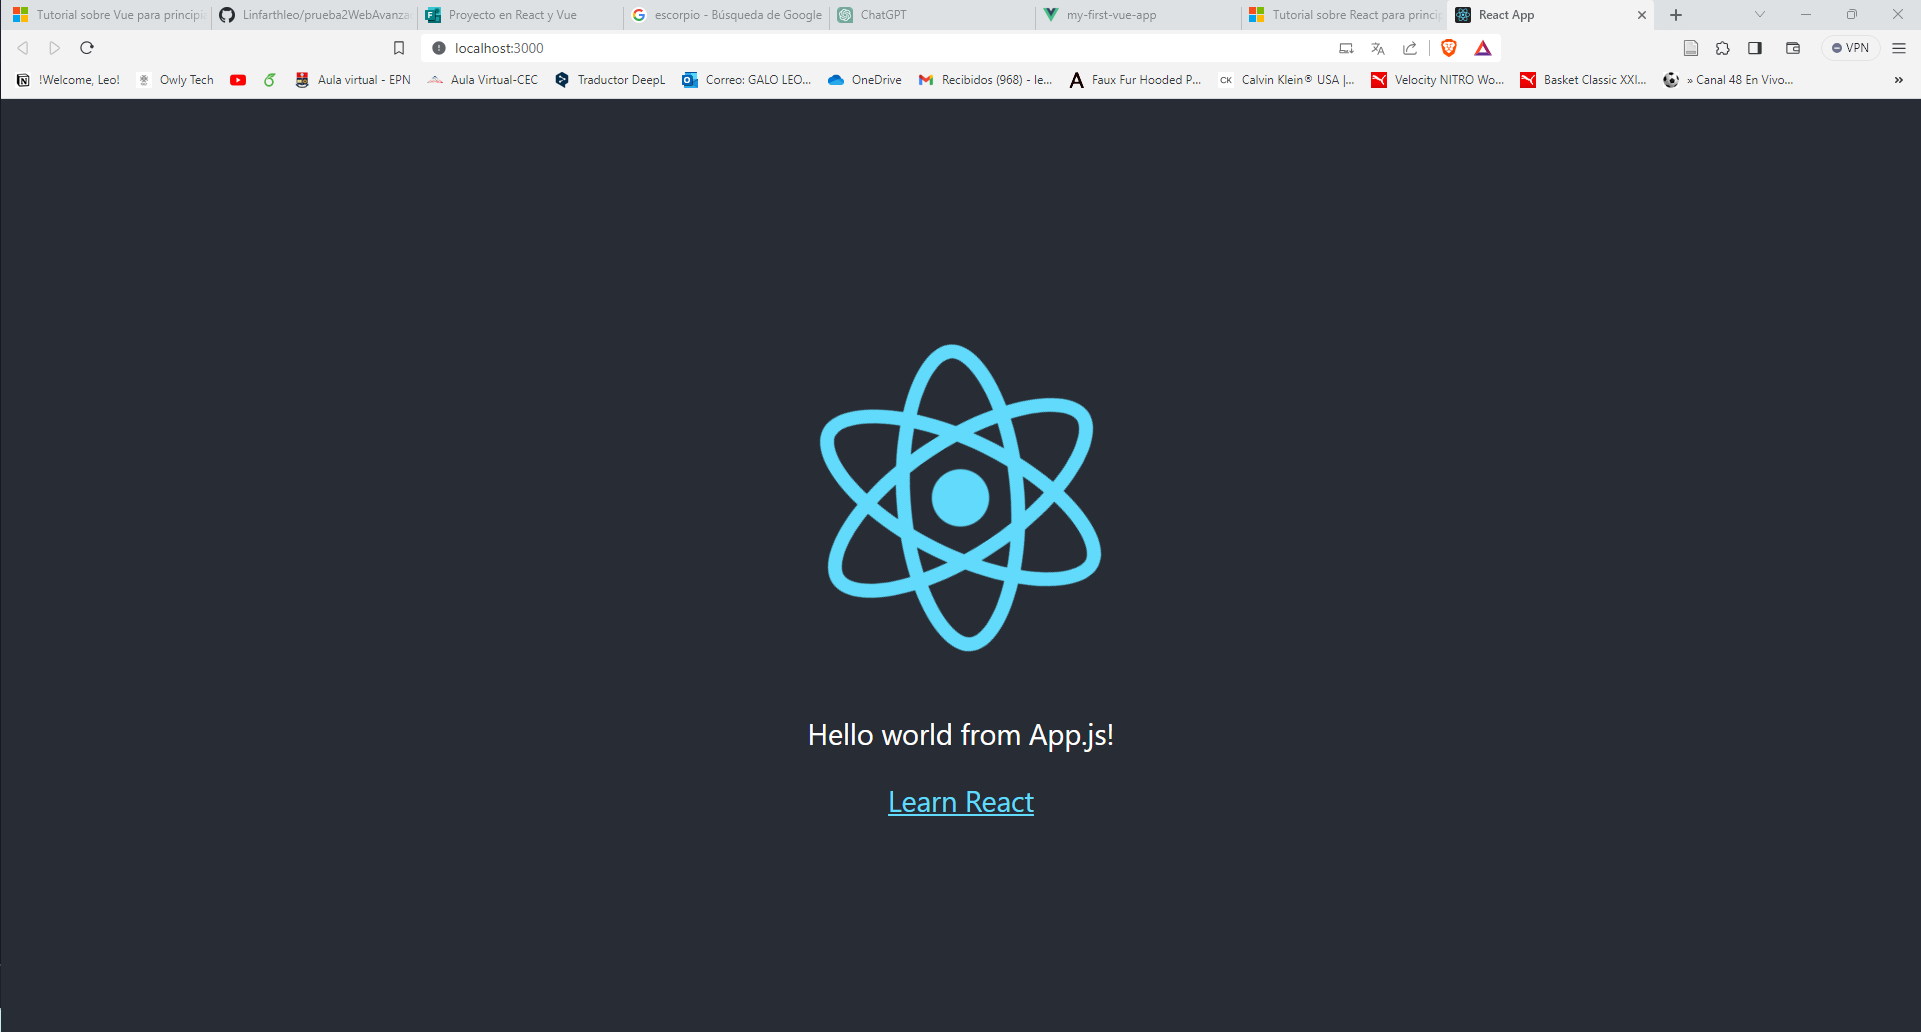 Tutorial sobre Vue para principi
Linfarthleo/prueba2WebAvanza
Proyecto en React y Vue
escorpio - Búsqueda de Google
ChatGPT
my-first-vue-app
Tutorial sobre React para princip
React App
localhost:3000
VPN
!Welcome, Leo!
Owly Tech
Aula virtual - EPN
Aula Virtual-CEC
Traductor DeepL
Correo: GALO LEO...
OneDrive
Recibidos (968) - le...
Faux Fur Hooded P...
CK
Calvin Klein® USA |...
Velocity NITRO Wo...
Basket Classic XXI...
» Canal 48 En Vivo...
»
Hello world from App.js!
Learn React